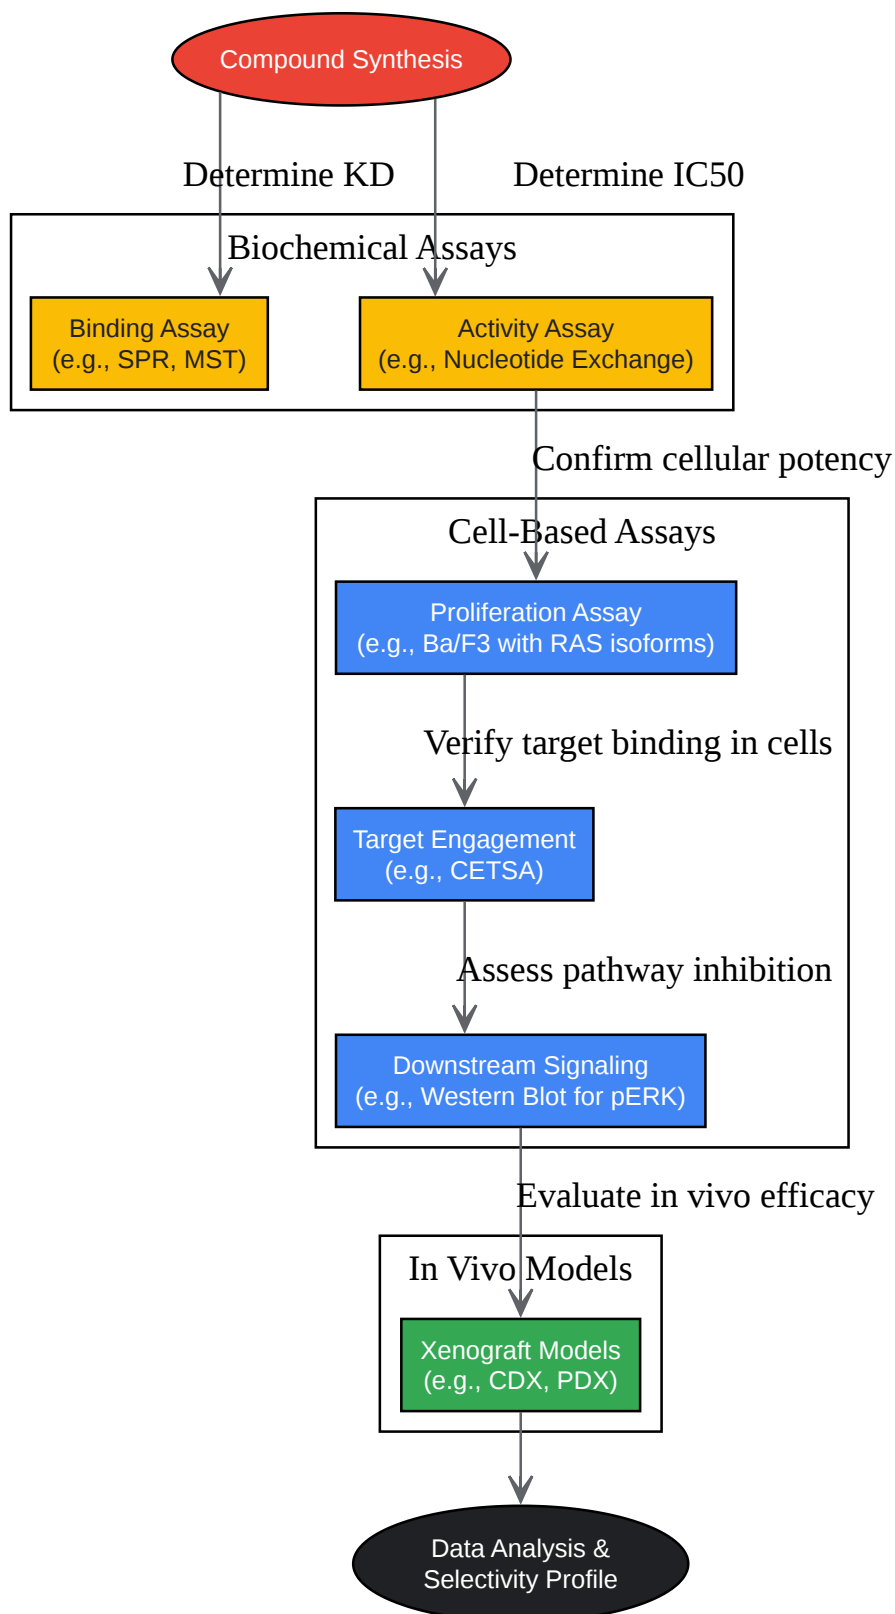 Compound Synthesis
Determine KD
Determine IC50
Biochemical Assays
Binding Assay
(e.g., SPR, MST)
Activity Assay
(e.g., Nucleotide Exchange)
Confirm cellular potency
Cell-Based Assays
Proliferation Assay
(e.g., Ba/F3 with RAS isoforms)
Verify target binding in cells
Target Engagement
(e.g., CETSA)
Assess pathway inhibition
Downstream Signaling
(e.g., Western Blot for pERK)
Evaluate in vivo efficacy
In Vivo Models
Xenograft Models
(e.g., CDX, PDX)
Data Analysis &
Selectivity Profile